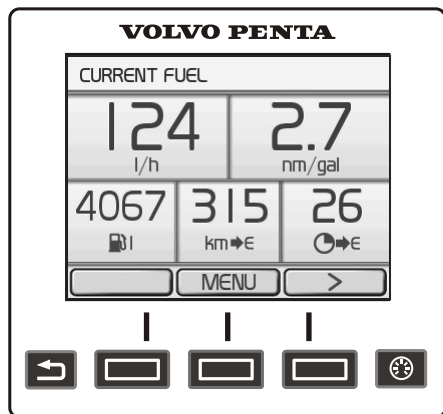 VOLVO PENTA
CURRENT FUEL
124 2.7
l/h nm/gal
4067 315 26
l km➡E ➡E
MENU >